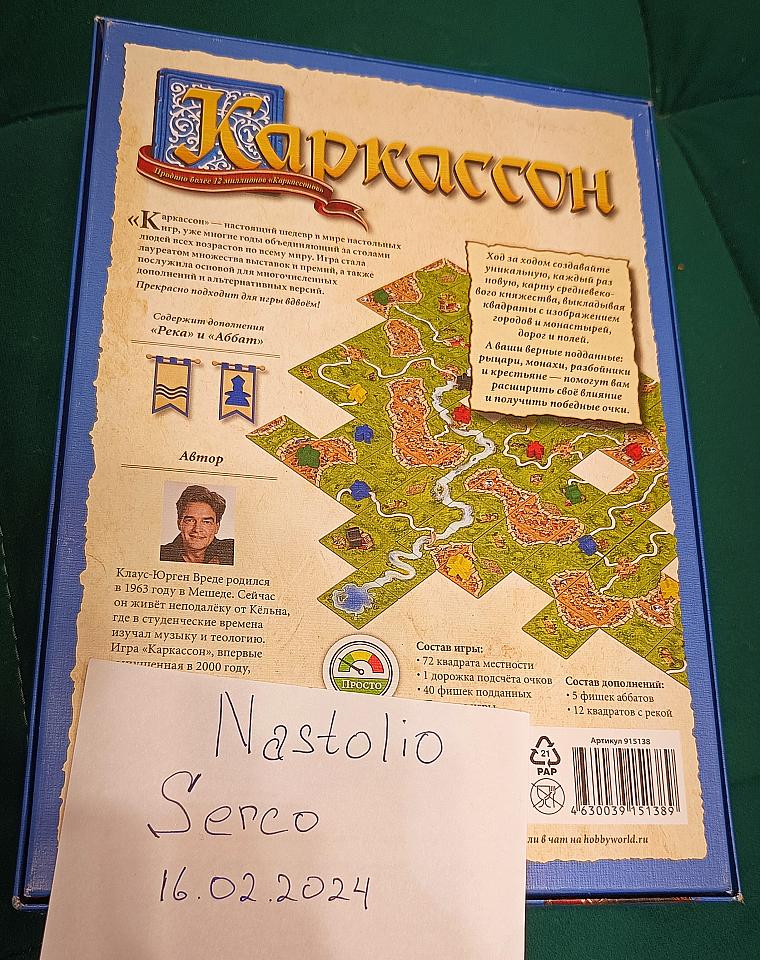 Каркассон
Продано более 12 миллионов «Каркассонов»
«Каркассон» — настоящий шедевр в мире настольных
игр, уже многие годы объединяющий за столами
людей всех возрастов по всему миру. Игра стала
лауреатом множества выставок и премий, а также
послужила основой для многочисленных
дополнений и альтернативных версий.
Прекрасно подходит для игры вдвоём!
Ход за ходом создавайте
уникальную, каждый раз
новую, карту средневеко-
вого княжества, выкладывая
квадраты с изображением
городов и монастырей,
дорог и полей.
А ваши верные подданные:
рыцари, монахи, разбойники
и крестьяне — помогут вам
расширить своё влияние
и получить победные очки.
Содержит дополнения
«Река» и «Аббат»
Автор
Клаус-Юрген Вреде родился
в 1963 году в Мешеде. Сейчас
он живёт неподалёку от Кёльна,
где в студенческие времена
изучал музыку и теологию.
Игра «Каркассон», впервые
выпущенная в 2000 году,
ПРОСТО
Состав игры:
• 72 квадрата местности
• 1 дорожка подсчёта очков
• 40 фишек подданных
Состав дополнений:
• 5 фишек аббатов
• 12 квадратов с рекой
Nastolio
Serco
16.02.2024
21
PAP
Артикул 915138
4 630039 151389
ли в чат на hobbyworld.ru